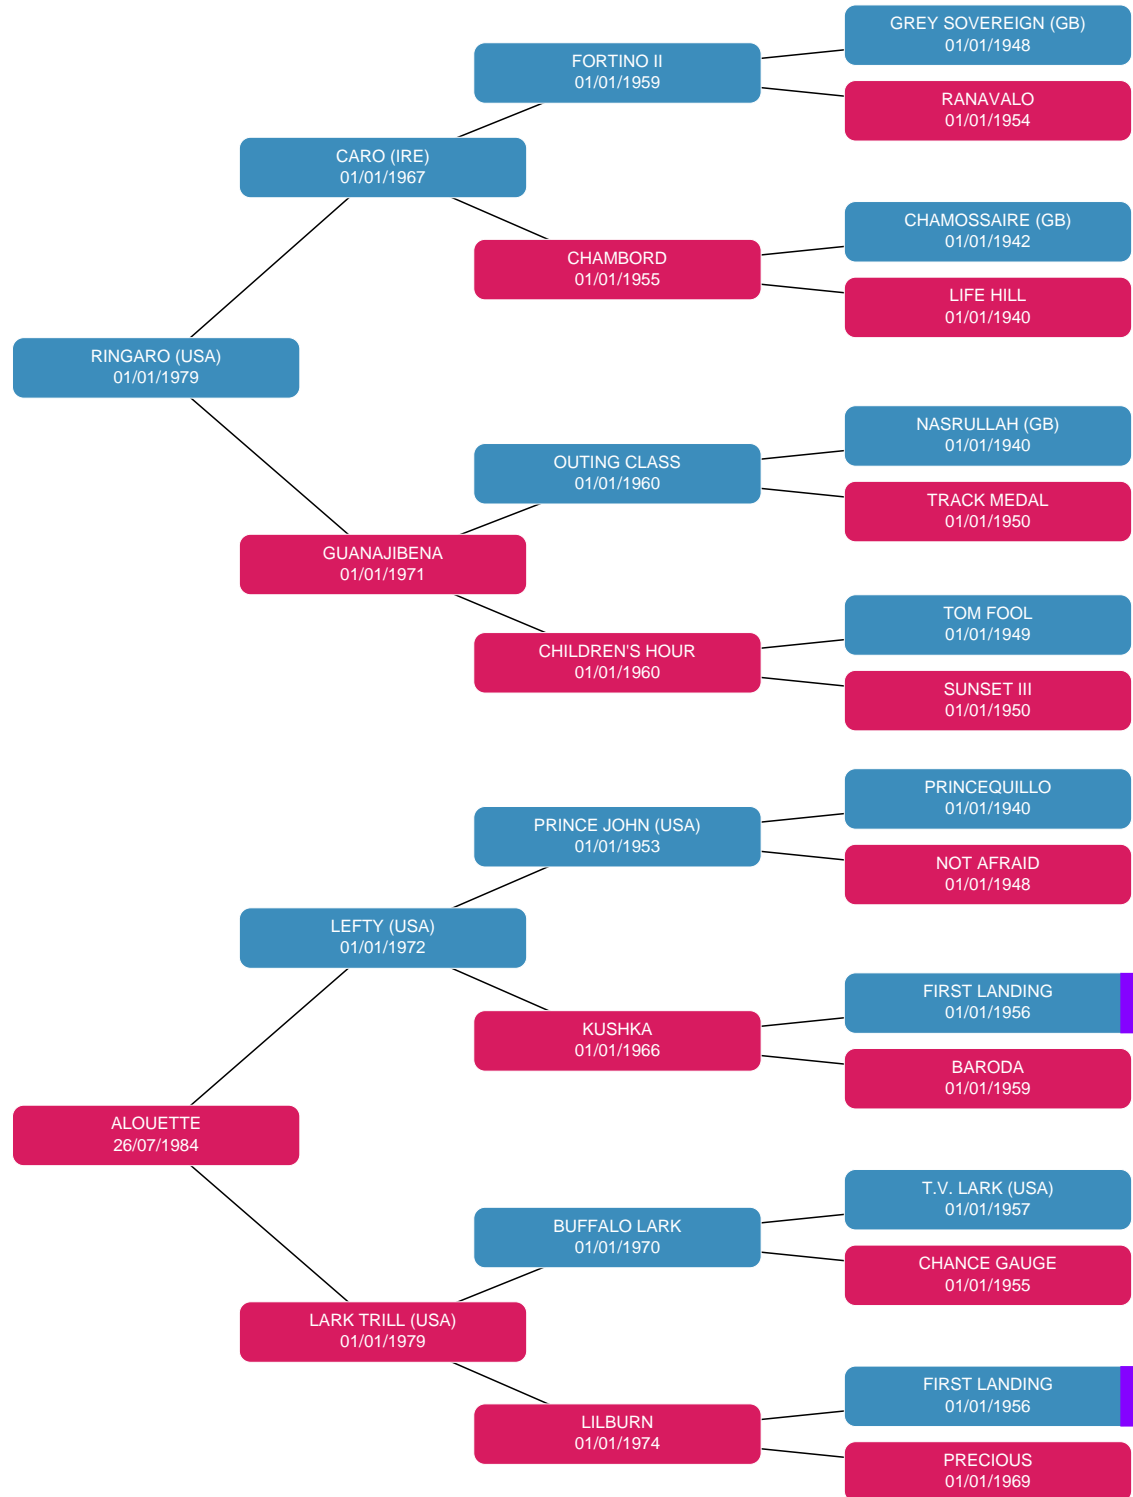 GREY SOVEREIGN (GB)
01/01/1948
FORTINO II
01/01/1959
RANAVALO
01/01/1954
CARO (IRE)
01/01/1967
CHAMOSSAIRE (GB)
01/01/1942
CHAMBORD
01/01/1955
LIFE HILL
01/01/1940
RINGARO (USA)
01/01/1979
NASRULLAH (GB)
01/01/1940
OUTING CLASS
01/01/1960
TRACK MEDAL
01/01/1950
GUANAJIBENA
01/01/1971
TOM FOOL
01/01/1949
CHILDREN'S HOUR
01/01/1960
SUNSET III
01/01/1950
PRINCEQUILLO
01/01/1940
PRINCE JOHN (USA)
01/01/1953
NOT AFRAID
01/01/1948
LEFTY (USA)
01/01/1972
FIRST LANDING
01/01/1956
KUSHKA
01/01/1966
BARODA
01/01/1959
ALOUETTE
26/07/1984
T.V. LARK (USA)
01/01/1957
BUFFALO LARK
01/01/1970
CHANCE GAUGE
01/01/1955
LARK TRILL (USA)
01/01/1979
FIRST LANDING
01/01/1956
LILBURN
01/01/1974
PRECIOUS
01/01/1969